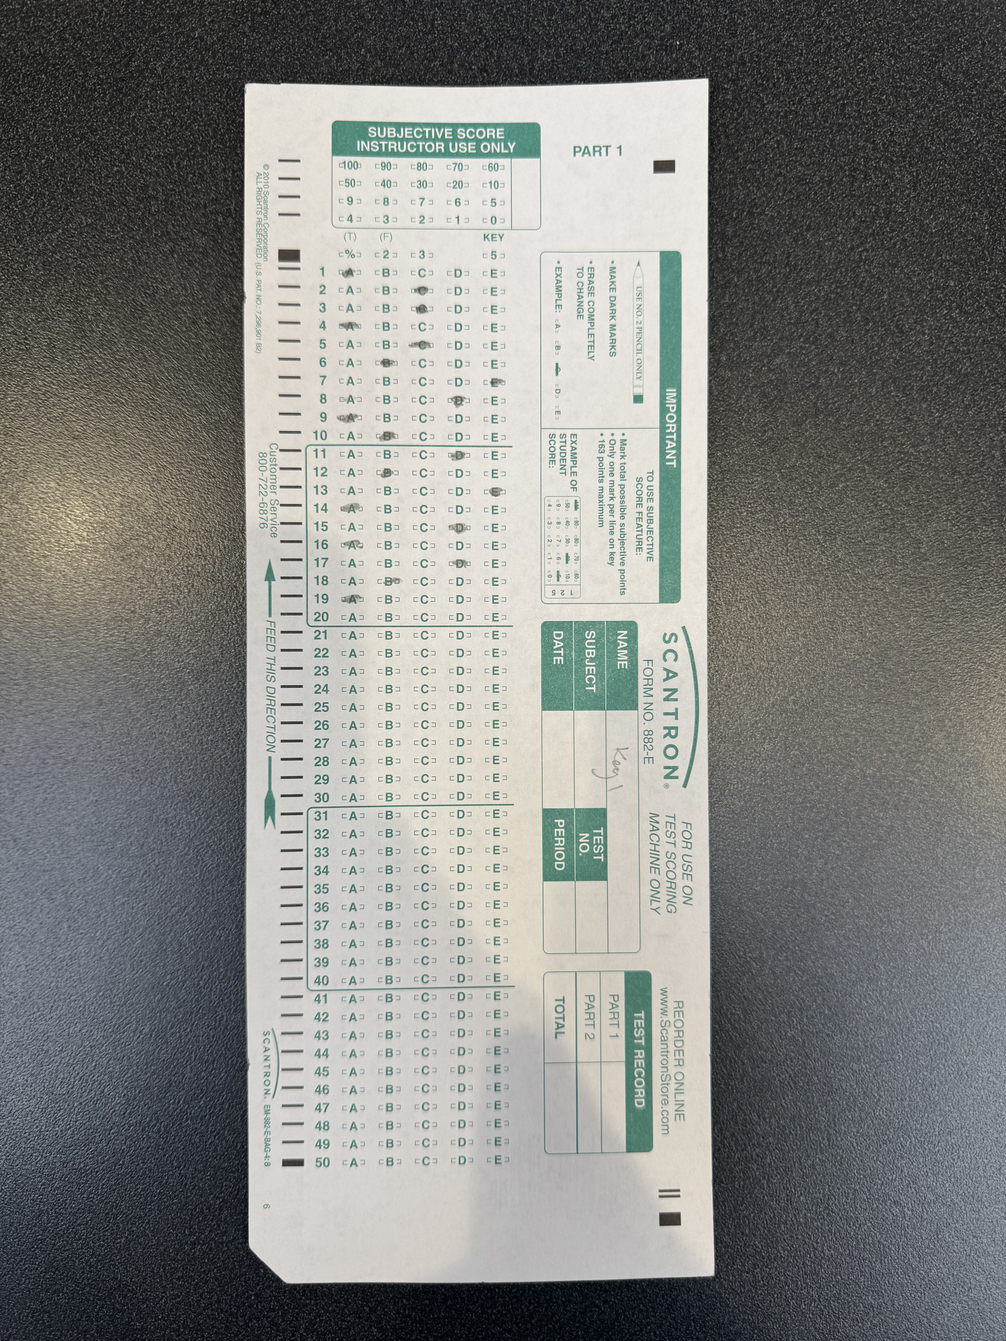 SUBJECTIVE SCORE
INSTRUCTOR USE ONLY
100 90 80 70 60
50 40 30 20 10
9 8 7 6 5
4 3 2 1 0
(T) (F) KEY
% 2 3 5
1 A B C D E
2 A B C D E
3 A B C D E
4 A B C D E
5 A B C D E
6 A B C D E
7 A B C D E
8 A B C D E
9 A B C D E
10 A B C D E
11 A B C D E
12 A B C D E
13 A B C D E
14 A B C D E
15 A B C D E
16 A B C D E
17 A B C D E
18 A B C D E
19 A B C D E
20 A B C D E
21 A B C D E
22 A B C D E
23 A B C D E
24 A B C D E
25 A B C D E
26 A B C D E
27 A B C D E
28 A B C D E
29 A B C D E
30 A B C D E
31 A B C D E
32 A B C D E
33 A B C D E
34 A B C D E
35 A B C D E
36 A B C D E
37 A B C D E
38 A B C D E
39 A B C D E
40 A B C D E
41 A B C D E
42 A B C D E
43 A B C D E
44 A B C D E
45 A B C D E
46 A B C D E
47 A B C D E
48 A B C D E
49 A B C D E
50 A B C D E
PART 1
IMPORTANT
USE NO. 2 PENCIL ONLY
• MAKE DARK MARKS
• ERASE COMPLETELY
TO CHANGE
• EXAMPLE: A B D E
TO USE SUBJECTIVE
SCORE FEATURE:
• Mark total possible subjective points
• Only one mark per line on key
• 163 points maximum
EXAMPLE OF
STUDENT
SCORE:
SCANTRON®
FORM NO. 882-E
FOR USE ON
TEST SCORING
MACHINE ONLY
NAME Key 1
SUBJECT
TEST
NO.
DATE
PERIOD
REORDER ONLINE
www.ScantronStore.com
TEST RECORD
PART 1
PART 2
TOTAL
© 2010 Scantron Corporation
ALL RIGHTS RESERVED. (U.S. PAT. NO.: 7,298,901 B2)
Customer Service
800-722-6876
FEED THIS DIRECTION
SCANTRON® EM-882-E-BAG-4:8
6